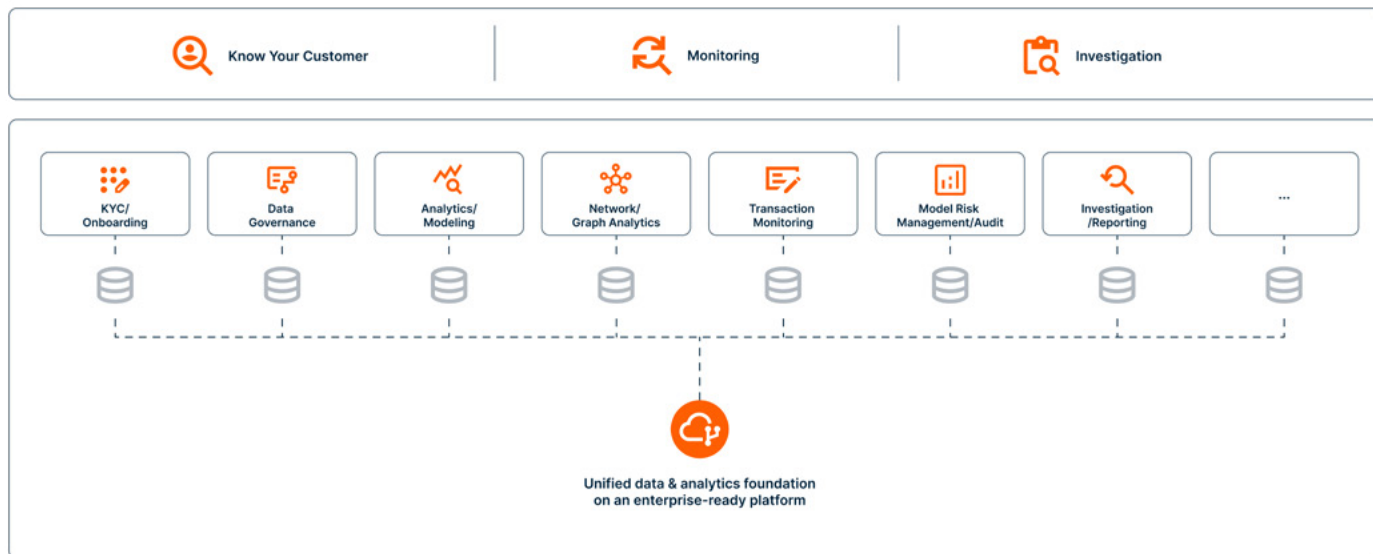 Know Your Customer
Monitoring
Investigation
KYC/
Onboarding
Data
Governance
Analytics/
Modeling
Network/
Graph Analytics
Transaction
Monitoring
Model Risk
Management/Audit
Investigation
/Reporting
...
Unified data & analytics foundation
on an enterprise-ready platform